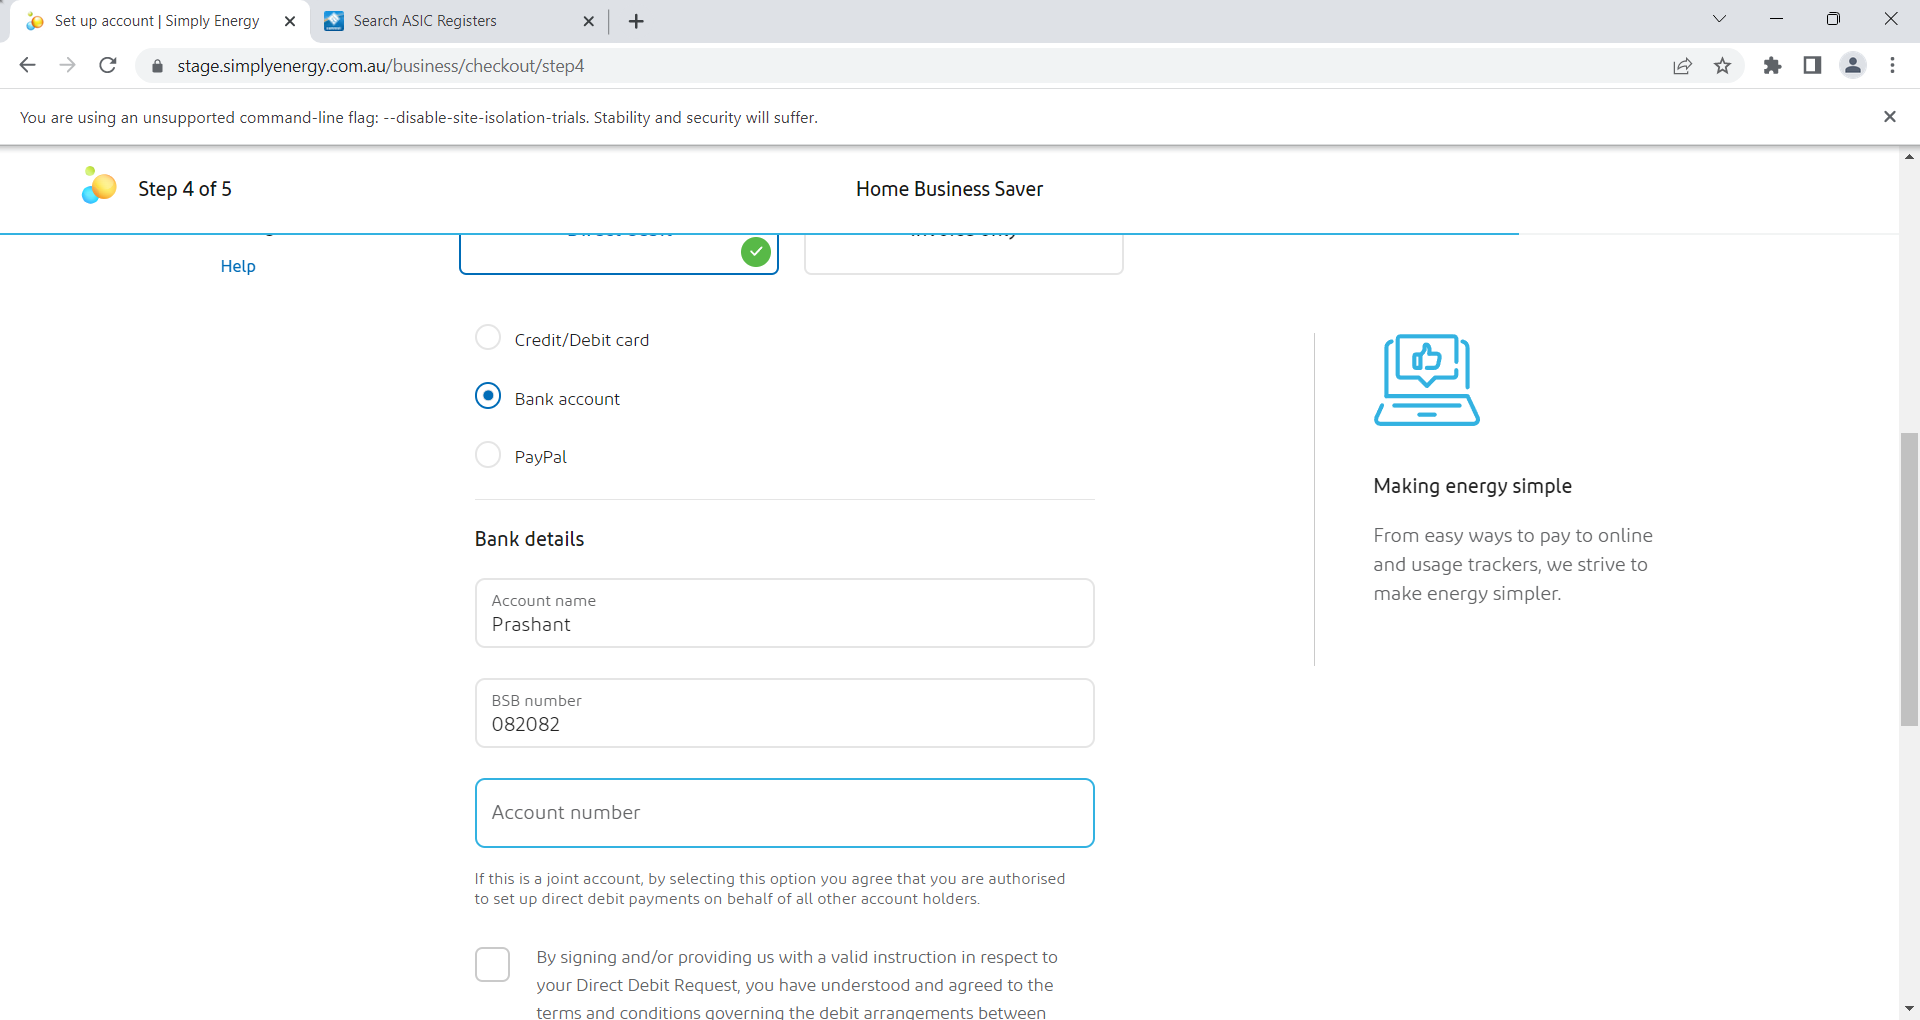 Set up account | Simply Energy
Search ASIC Registers
stage.simplyenergy.com.au/business/checkout/step4
You are using an unsupported command-line flag: --disable-site-isolation-trials. Stability and security will suffer.
Step 4 of 5
Home Business Saver
Help
Credit/Debit card
Bank account
PayPal
Bank details
Account name
Prashant
BSB number
082082
Account number
If this is a joint account, by selecting this option you agree that you are authorised
to set up direct debit payments on behalf of all other account holders.
By signing and/or providing us with a valid instruction in respect to
your Direct Debit Request, you have understood and agreed to the
terms and conditions governing the debit arrangements between
Making energy simple
From easy ways to pay to online
and usage trackers, we strive to
make energy simpler.